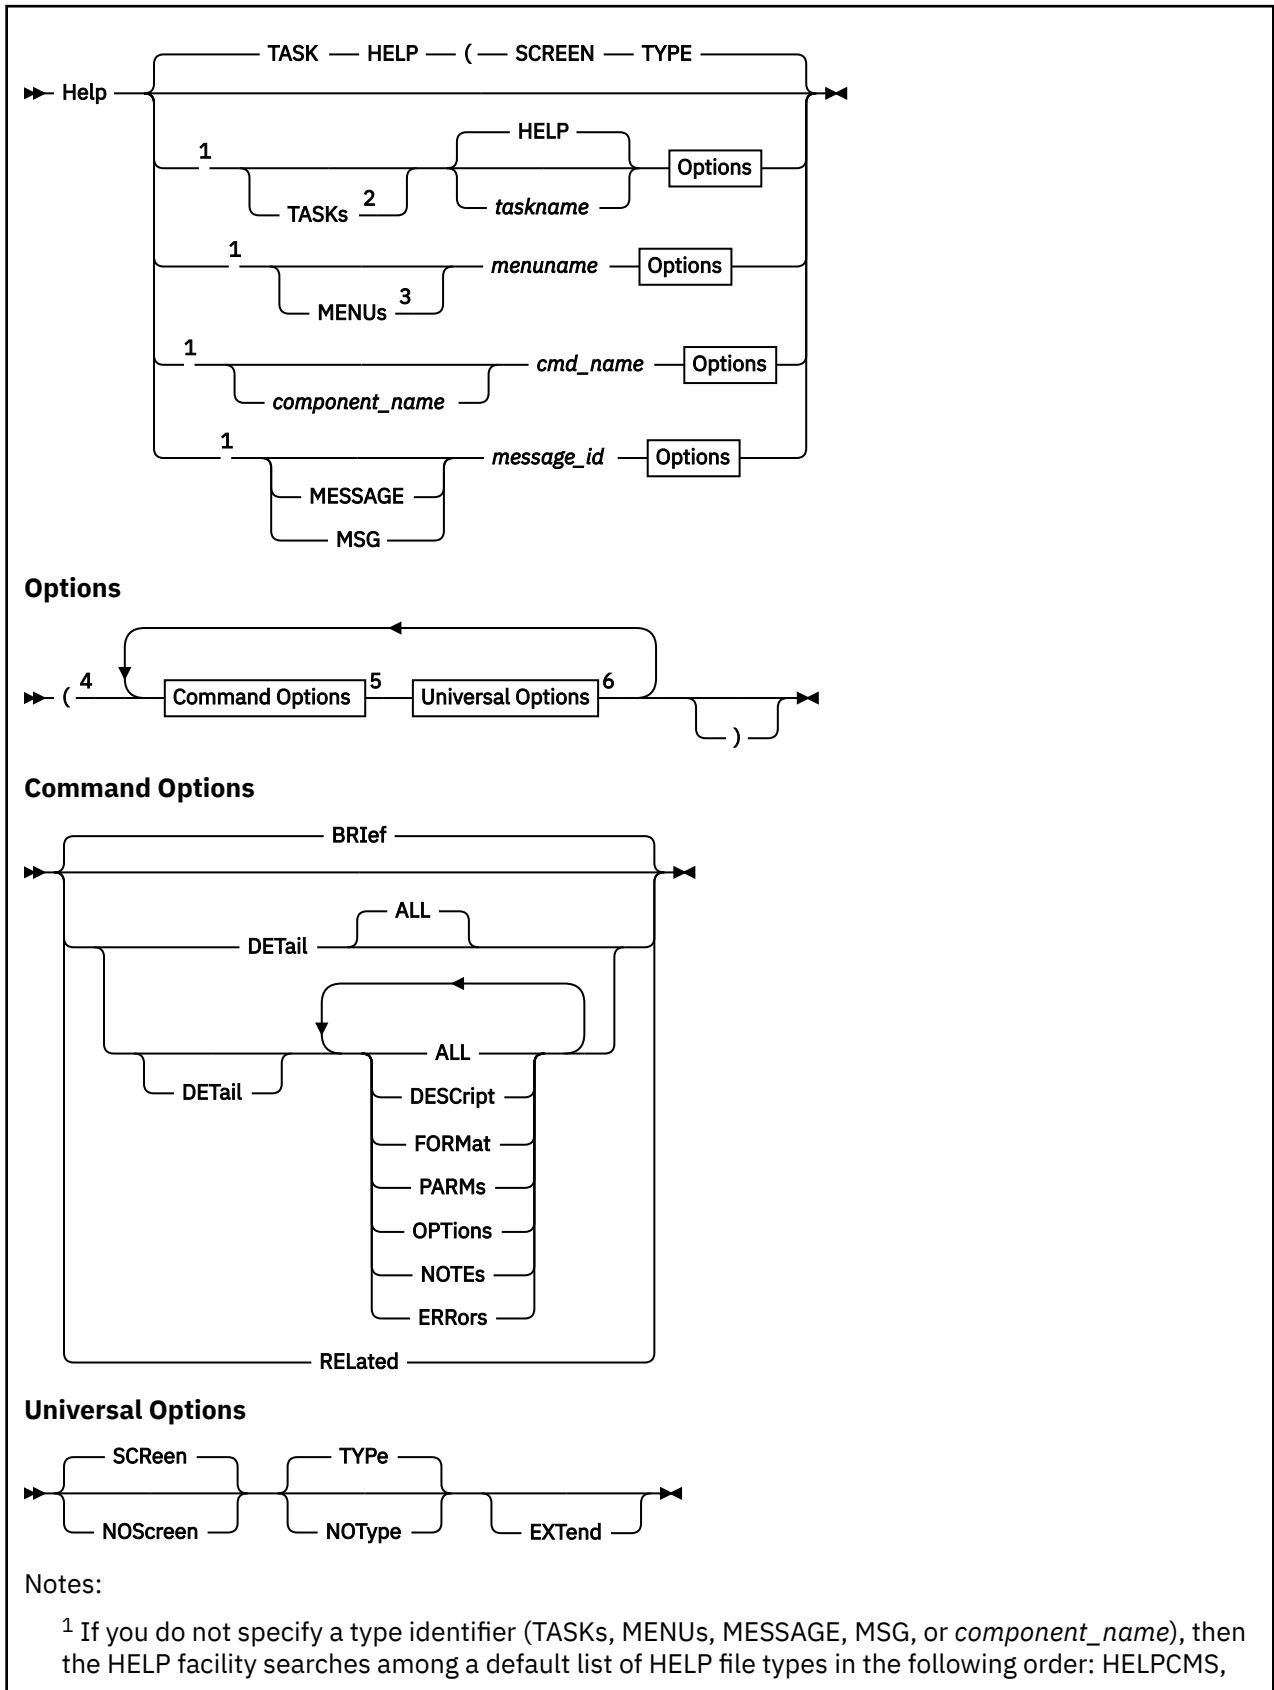 TASK HELP ( SCREEN TYPE
Help
HELP
1 Options
TASKs 2 taskname
1 menuname Options
MENUs 3
1 cmd_name Options
component_name
1 message_id Options
MESSAGE
MSG
Options
( 4 Command Options 5 Universal Options 6
)
Command Options
BRIef
ALL
DETail
ALL
DETail DESCript
FORMat
PARMs
OPTions
NOTEs
ERRors
RELated
Universal Options
SCReen TYPe
NOScreen NOType EXTend
Notes:
1 If you do not specify a type identifier (TASKs, MENUs, MESSAGE, MSG, or component_name), then
the HELP facility searches among a default list of HELP file types in the following order: HELPCMS,